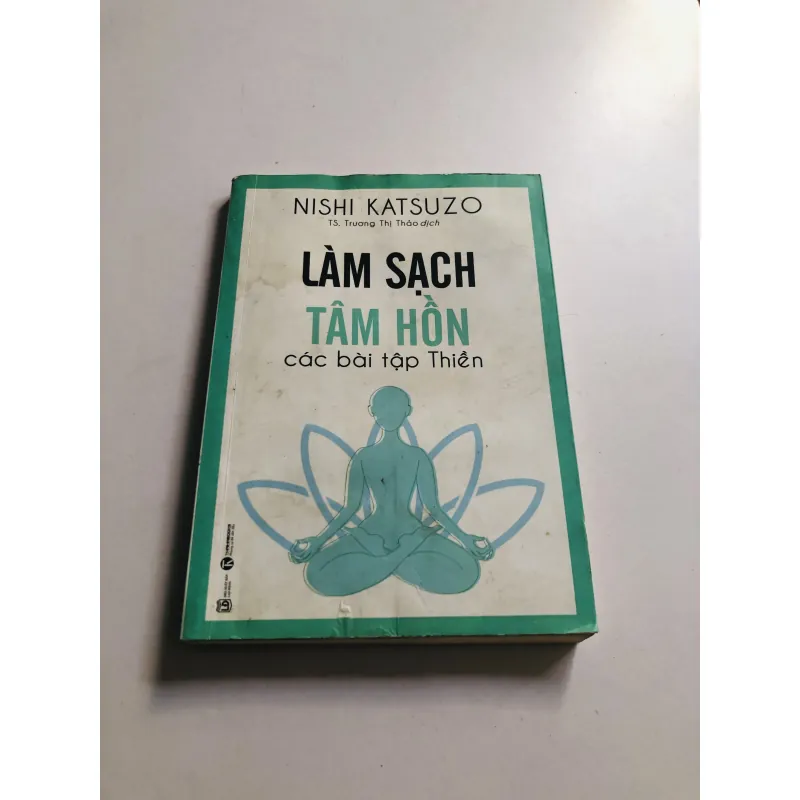 NISHI KATSUZO
TS. Trương Thị Thảo dịch
LÀM SẠCH
TÂM HỒN
các bài tập Thiền